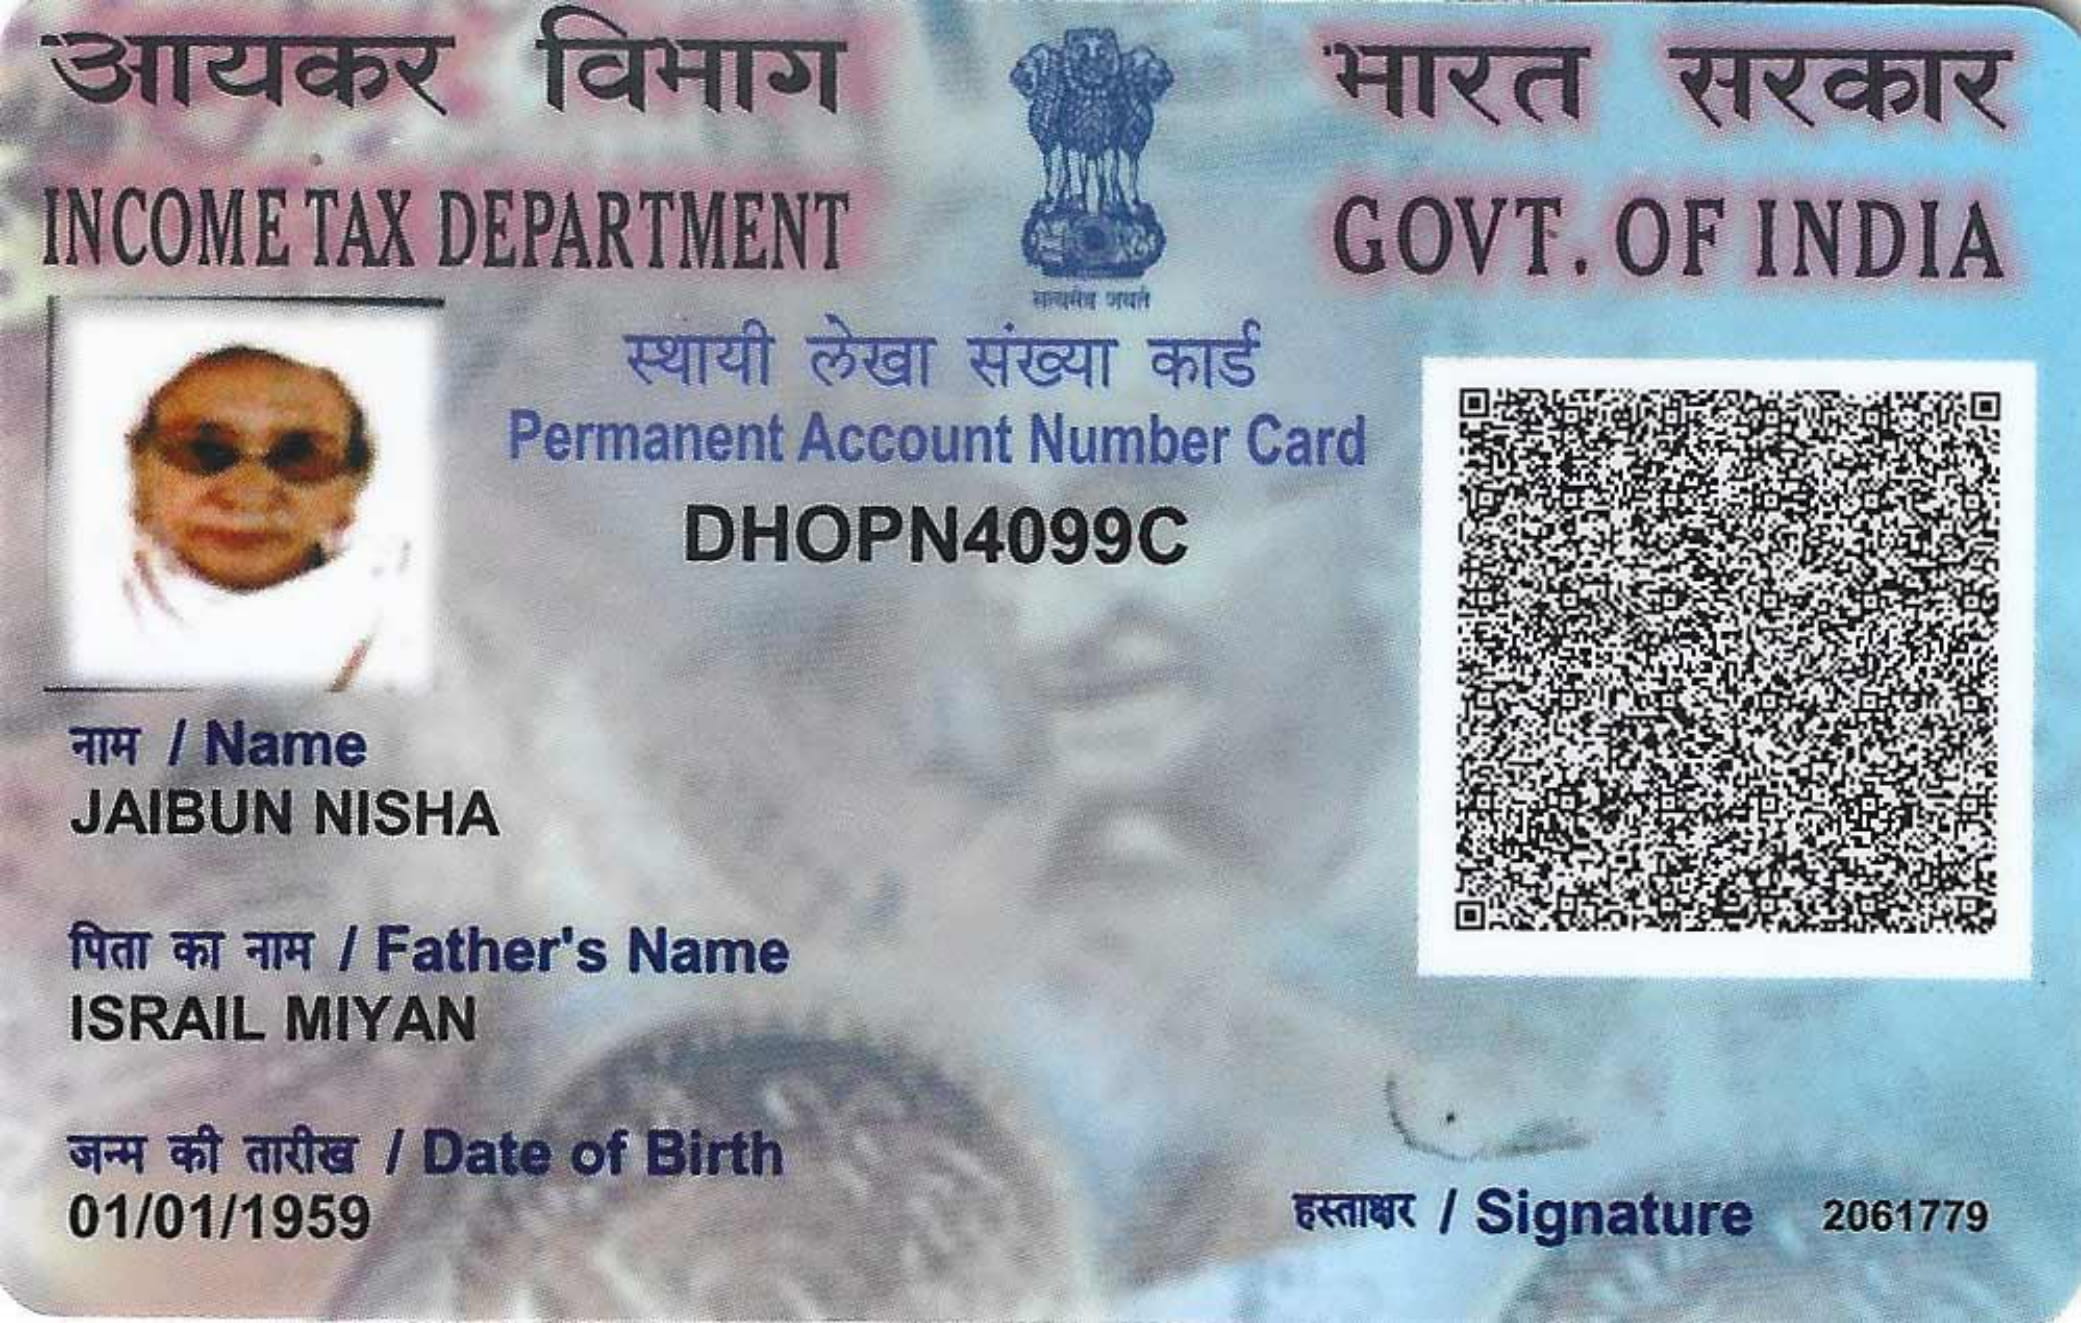 आयकर विभाग
INCOME TAX DEPARTMENT
भारत सरकार
GOVT. OF INDIA
सत्यमेव जयते
स्थायी लेखा संख्या कार्ड
Permanent Account Number Card
DHOPN4099C
नाम / Name
JAIBUN NISHA
पिता का नाम / Father's Name
ISRAIL MIYAN
जन्म की तारीख / Date of Birth
01/01/1959
हस्ताक्षर / Signature
2061779